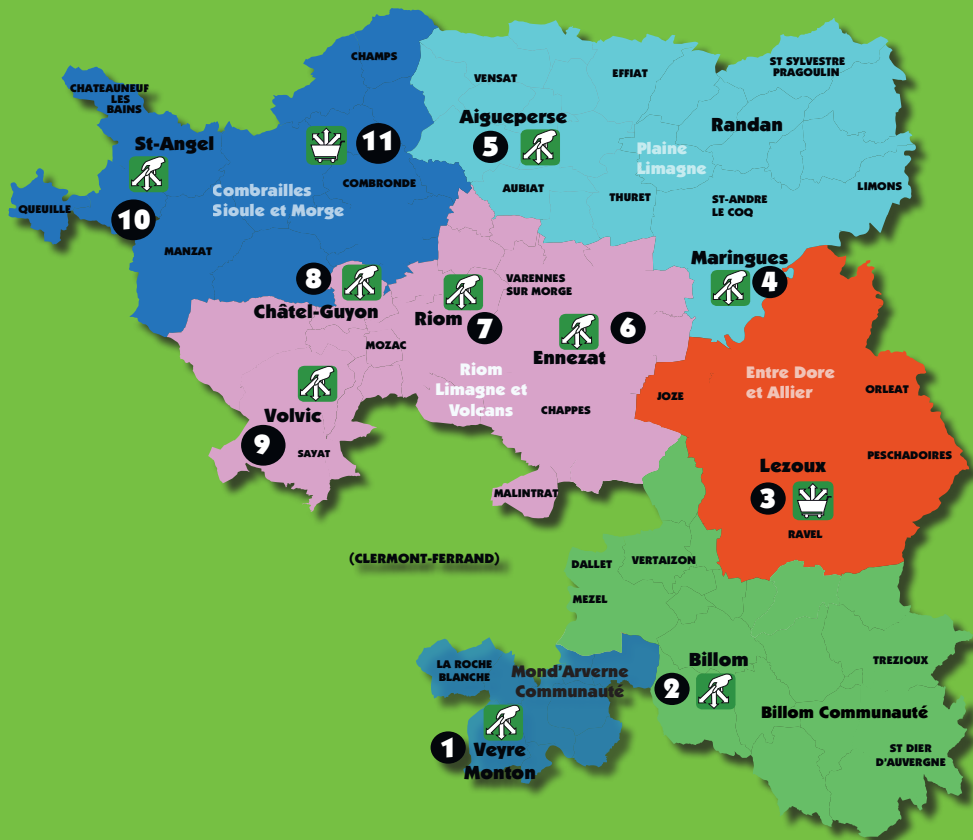 CHAMPS
CHATEAUNEUF
LES
BAINS
St-Angel
11
COMBRONDE
Combrailles
Sioule et Morge
QUEUILLE
10
MANZAT
VENSAT
EFFIAT
ST SYLVESTRE
PRAGOULIN
Aigueperse
5
Randan
Plaine
Limagne
AUBIAT
THURET
ST-ANDRE
LE COQ
LIMONS
Maringues
4
8
Châtel-Guyon
Riom
7
VARENNES
SUR MORGE
6
Ennezat
MOZAC
Riom
Limagne et
Volcans
CHAPPES
Volvic
9
SAYAT
MALINTRAT
JOZE
Entre Dore
et Allier
ORLEAT
PESCHADOIRES
Lezoux
3
RAVEL
(CLERMONT-FERRAND)
DALLET
VERTAIZON
MEZEL
LA ROCHE
BLANCHE
Mond'Arverne
Communauté
1
Veyre
Monton
Billom
2
TREZIOUX
Billom Communauté
ST DIER
D'AUVERGNE